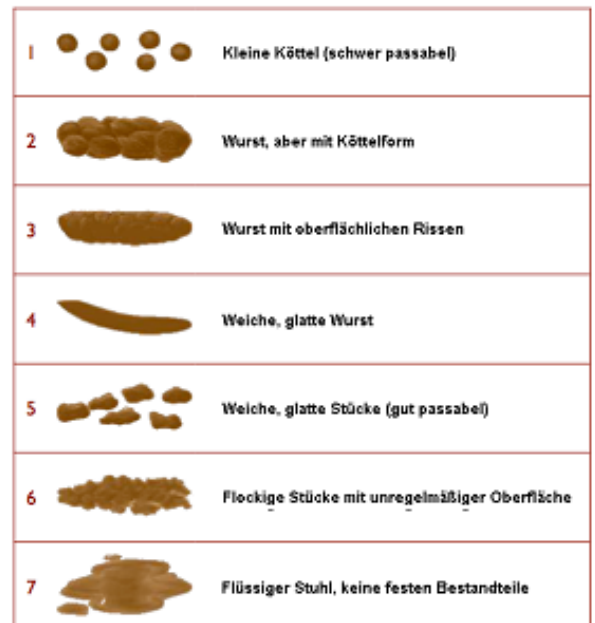 1 Kleine Köttel (schwer passabel)
2 Wurst, aber mit Köttelform
3 Wurst mit oberflächlichen Rissen
4 Weiche, glatte Wurst
5 Weiche, glatte Stücke (gut passabel)
6 Flockige Stücke mit unregelmäßiger Oberfläche
7 Flüssiger Stuhl, keine festen Bestandteile